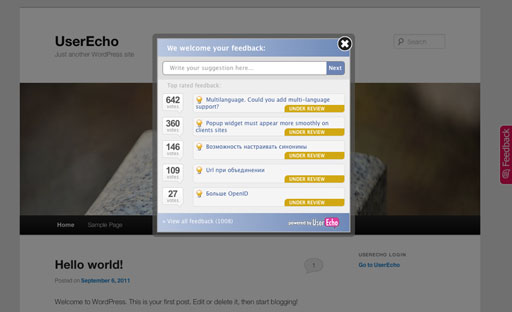 UserEcho
Just another WordPress site
Search
We welcome your feedback:
Write your suggestion here...
Next
Top rated feedback:
642
votes
Multilanguage. Could you add multi-language
support?
UNDER REVIEW
360
votes
Popup widget must appear more smoothly on
clients sites
UNDER REVIEW
146
votes
Возможность настраивать синонимы
UNDER REVIEW
109
votes
Url при объединении
UNDER REVIEW
27
votes
Больше OpenID
UNDER REVIEW
» View all feedback (1008)
powered by UserEcho
Feedback
Home
Sample Page
Hello world!
1
Posted on September 6, 2011
Welcome to WordPress. This is your first post. Edit or delete it, then start blogging!
USERECHO LOGIN
Go to UserEcho